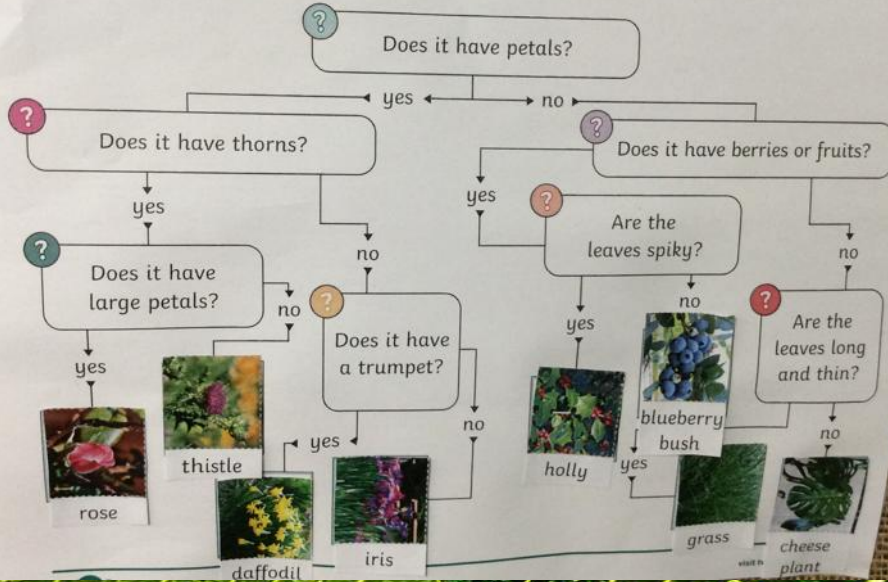 ?
Does it have petals?
yes
no
?
Does it have thorns?
?
Does it have berries or fruits?
yes
no
yes
?
Are the
leaves spiky?
no
?
Does it have
large petals?
no
yes
?
Does it have
a trumpet?
yes
no
yes
no
?
Are the
leaves long
and thin?
yes
no
rose
thistle
daffodil
iris
holly
blueberry
bush
yes
no
grass
cheese
plant